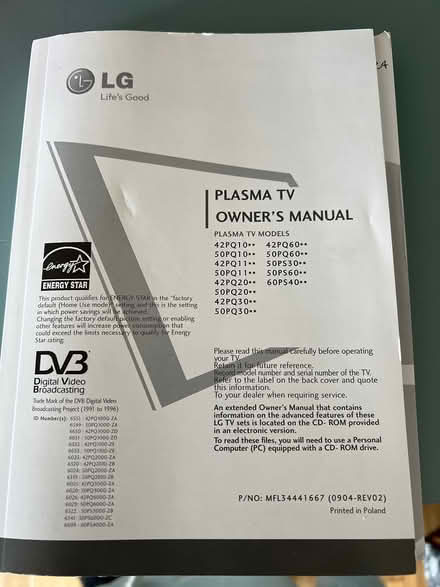 LG
Life's Good
PLASMA TV
OWNER'S MANUAL
PLASMA TV MODELS
42PQ10•• 42PQ60••
50PQ10•• 50PQ60••
42PQ11•• 50PS30••
50PQ11•• 50PS60••
42PQ20•• 60PS40••
50PQ20••
42PQ30••
50PQ30••
energy
ENERGY STAR
This product qualifies for ENERGY STAR in the "factory
default (Home Use mode)" setting and this is the setting
in which power savings will be achieved.
Changing the factory default picture setting or enabling
other features will increase power consumption that
could exceed the limits necessary to qualify for Energy
Star rating.
DVB
Digital Video
Broadcasting
Trade Mark of the DVB Digital Video
Broadcasting Project (1991 to 1996)
ID Number(s):
Please read this manual carefully before operating
your TV.
Retain it for future reference.
Record model number and serial number of the TV.
Refer to the label on the back cover and quote
this information.
To your dealer when requiring service.
An extended Owner's Manual that contains
information on the advanced features of these
LG TV sets is located on the CD- ROM provided
in an electronic version.
To read these files, you will need to use a Personal
Computer (PC) equipped with a CD- ROM drive.
P/NO: MFL34441667 (0904-REV02)
Printed in Poland